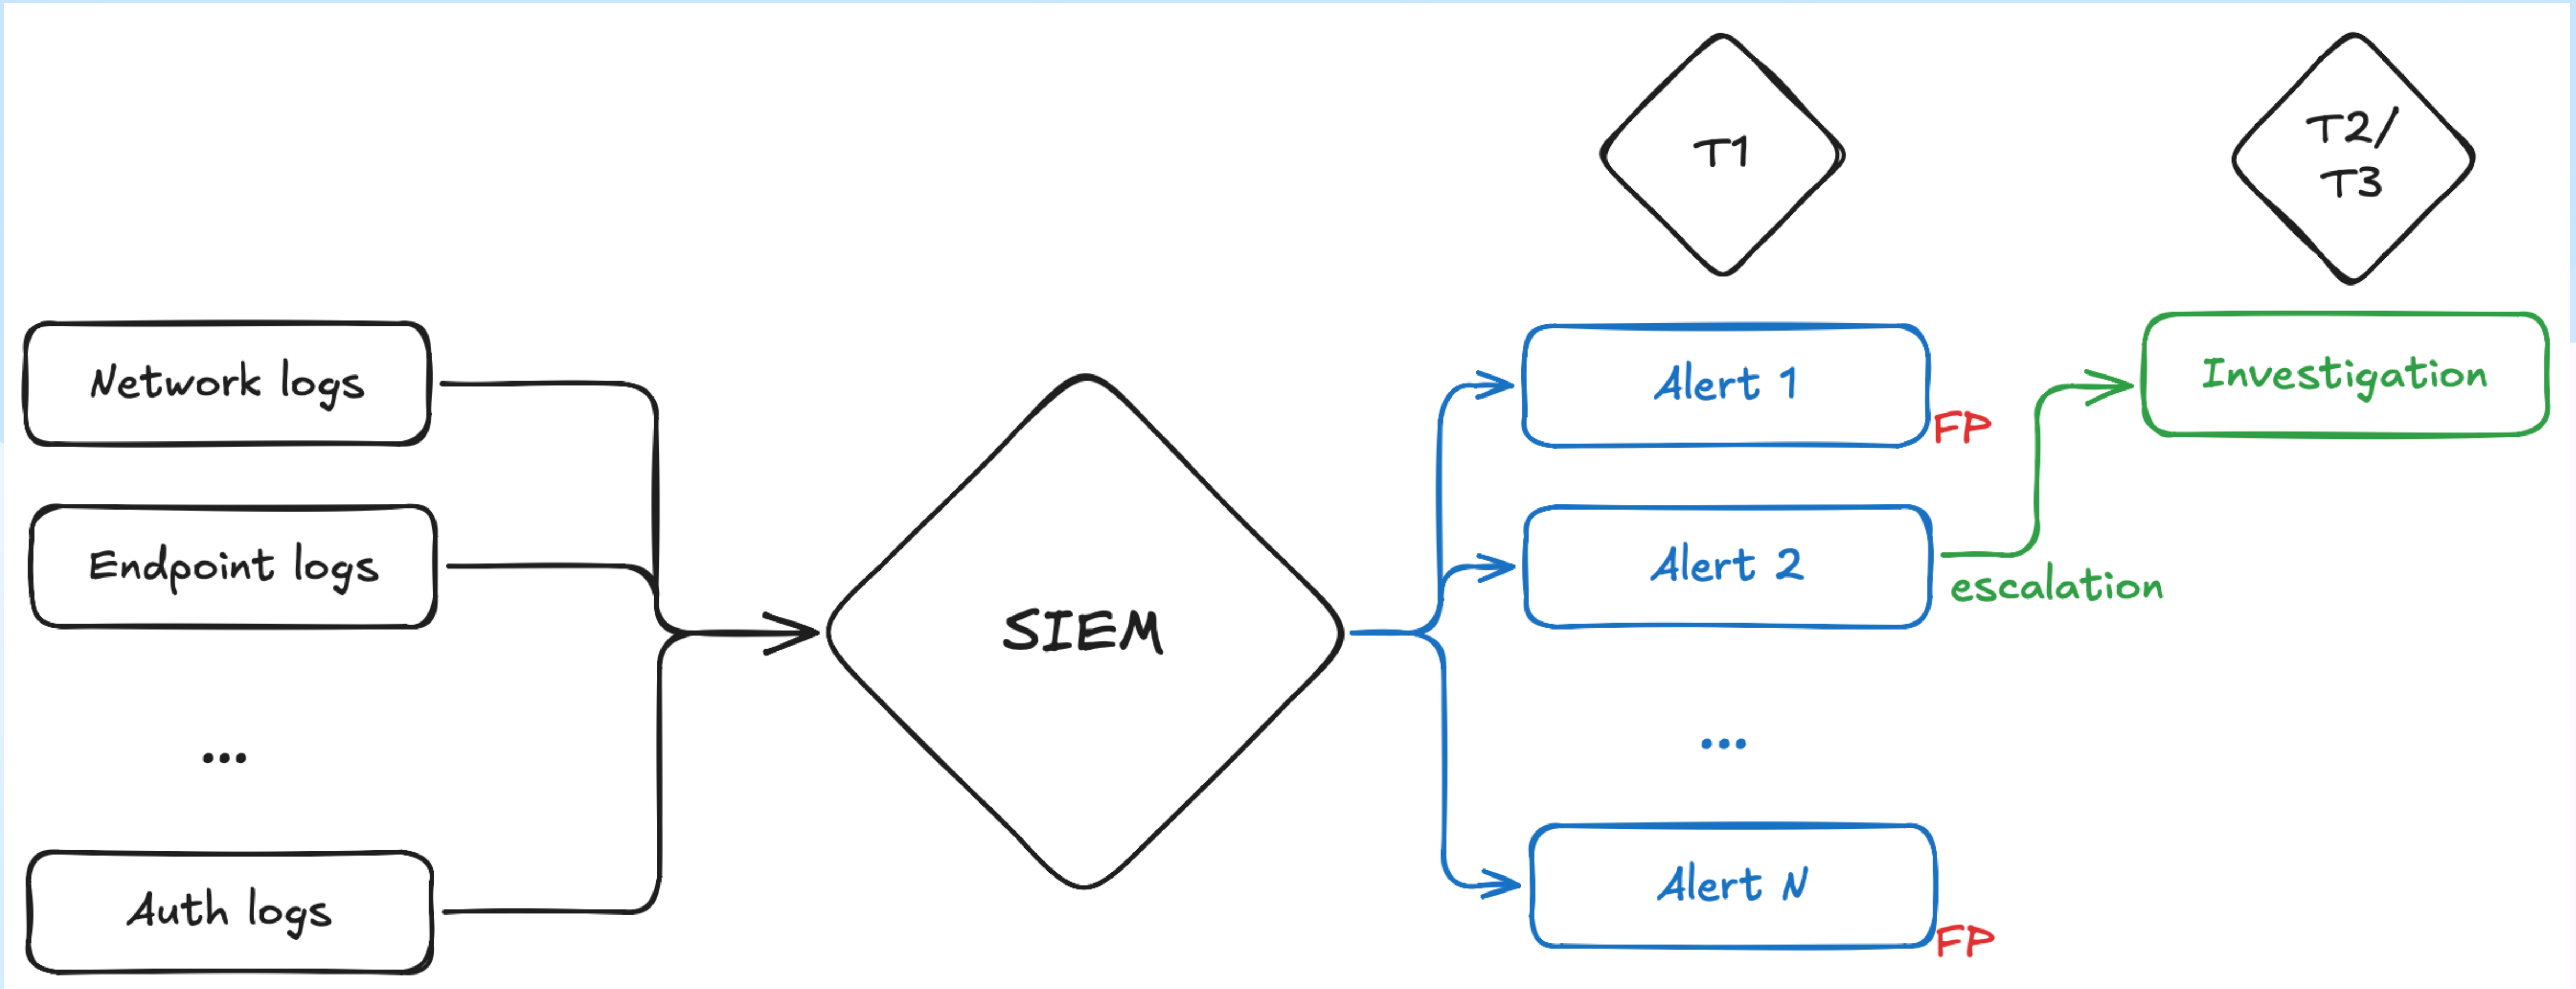 T1
T2/
T3
Network logs
Endpoint logs
...
Auth logs
SIEM
Alert 1
FP
Alert 2
escalation
...
Alert N
FP
Investigation